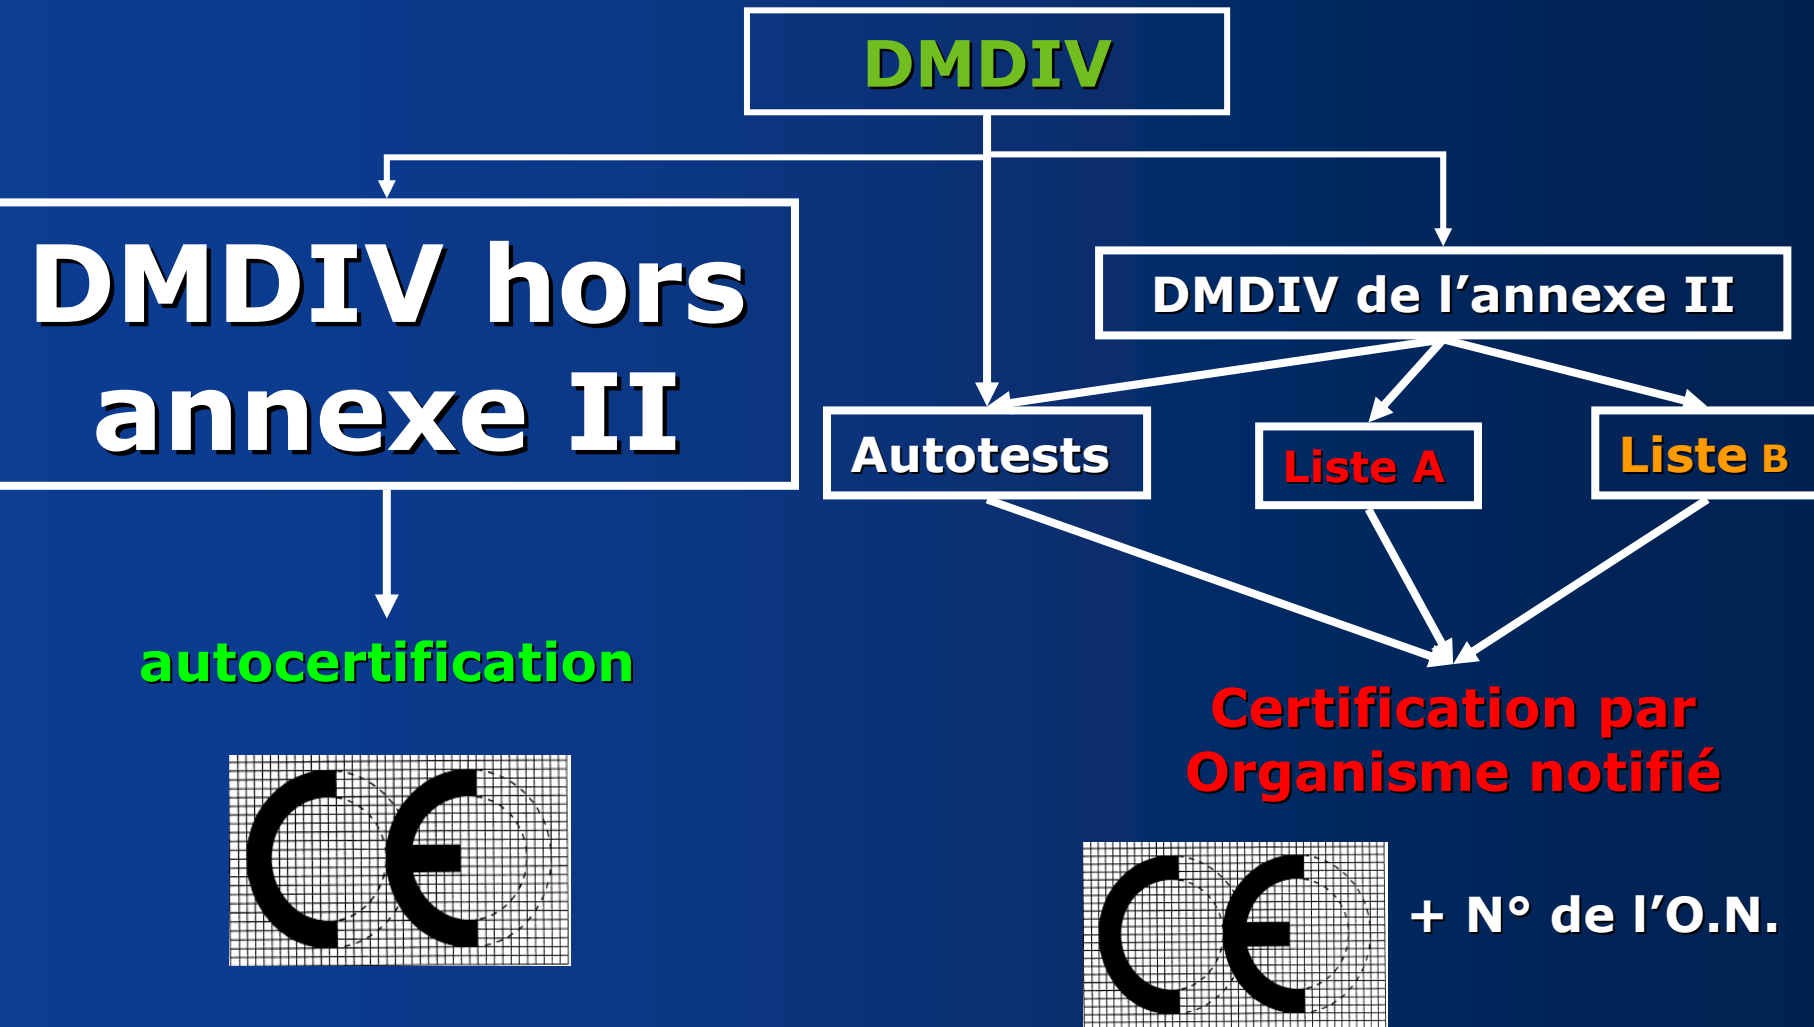 DMDIV
DMDIV hors
annexe II
DMDIV de l’annexe II
Autotests
Liste A
Liste B
autocertification
Certification par
Organisme notifié
CE
CE
+ N° de l’O.N.